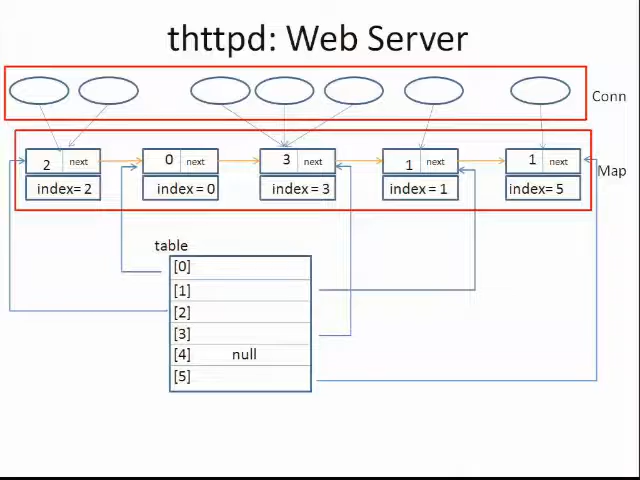 thttpd: Web Server
Conn
2 next 0 next 3 next 1 next 1 next
Map
index= 2 index = 0 index = 3 index = 1 index= 5
table
[0]
[1]
[2]
[3]
[4] null
[5]